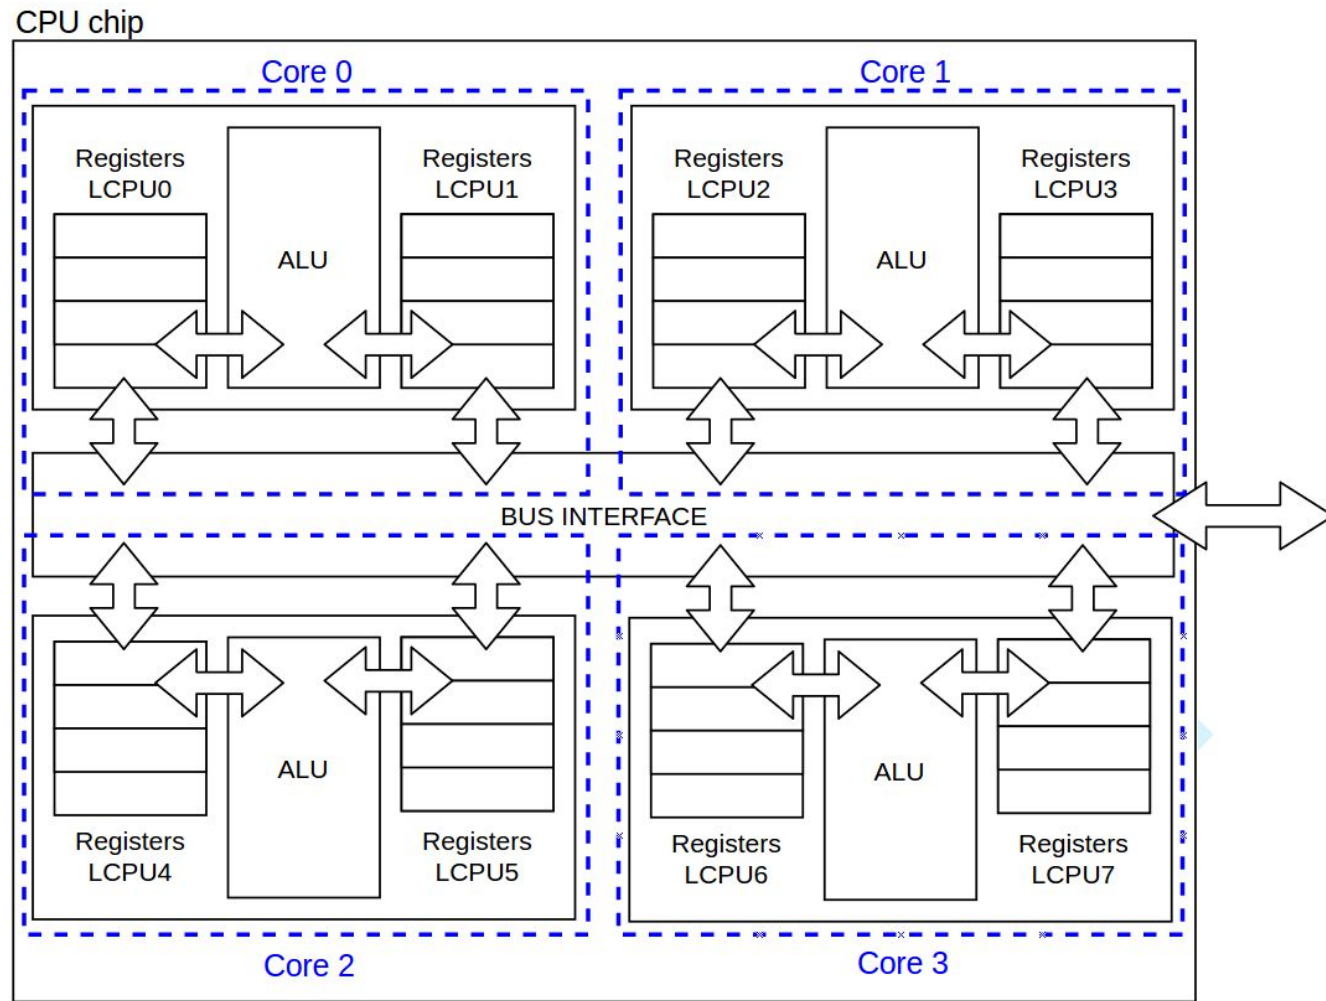 CPU chip
Core 0
Core 1
Registers
LCPU0
ALU
Registers
LCPU1
Registers
LCPU2
ALU
Registers
LCPU3
BUS INTERFACE
Registers
LCPU4
ALU
Registers
LCPU5
Registers
LCPU6
ALU
Registers
LCPU7
Core 2
Core 3